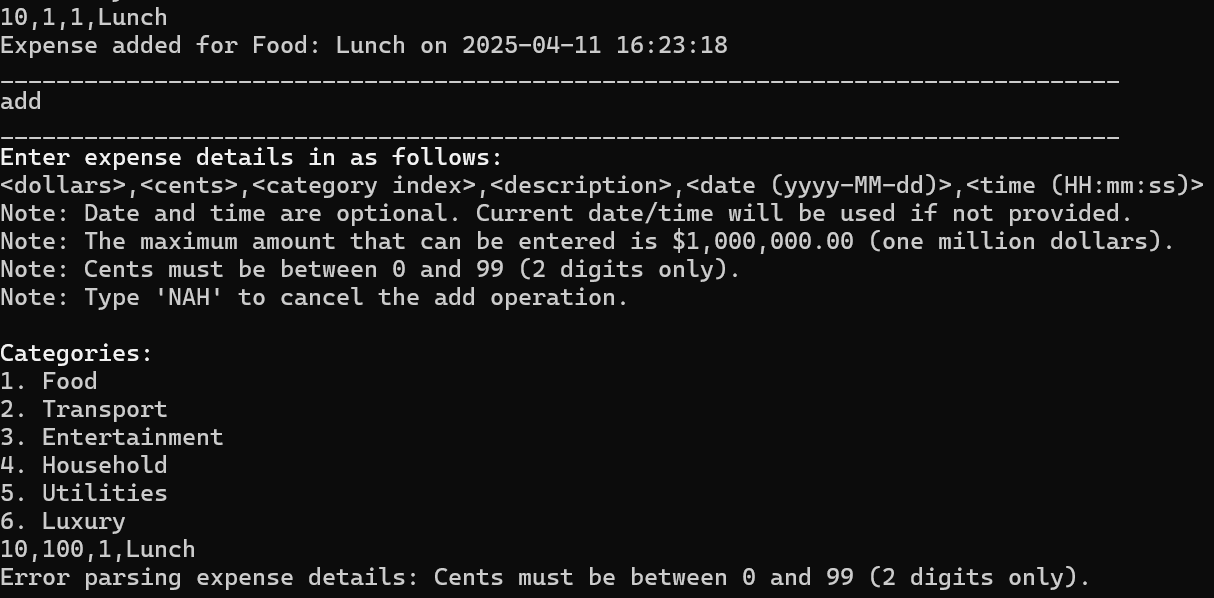 10,1,1,Lunch
Expense added for Food: Lunch on 2025-04-11 16:23:18
________________________________________________________________________________
add
________________________________________________________________________________
Enter expense details in as follows:
<dollars>,<cents>,<category index>,<description>,<date (yyyy-MM-dd)>,<time (HH:mm:ss)>
Note: Date and time are optional. Current date/time will be used if not provided.
Note: The maximum amount that can be entered is $1,000,000.00 (one million dollars).
Note: Cents must be between 0 and 99 (2 digits only).
Note: Type 'NAH' to cancel the add operation.

Categories:
1. Food
2. Transport
3. Entertainment
4. Household
5. Utilities
6. Luxury
10,100,1,Lunch
Error parsing expense details: Cents must be between 0 and 99 (2 digits only).